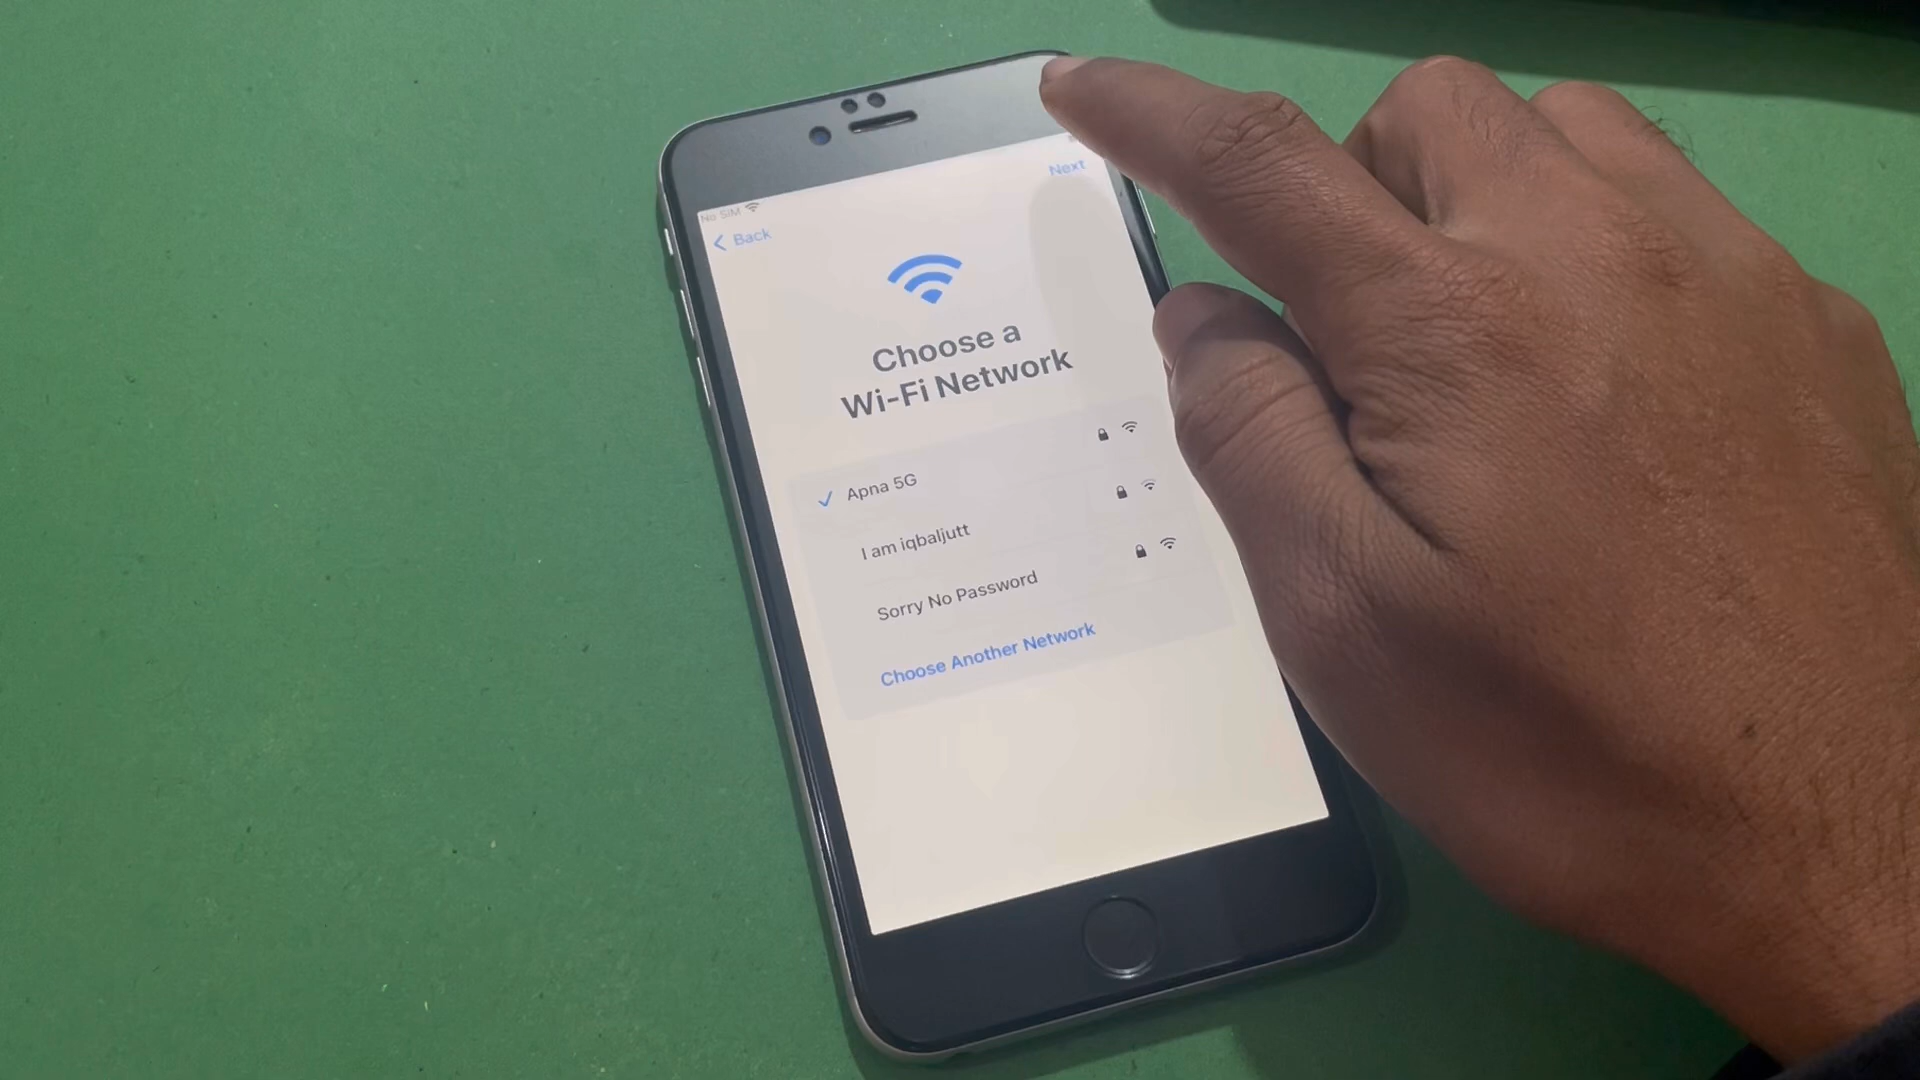 No SIM
Next
Back
Choose a
Wi-Fi Network
Apna 5G
I am iqbaljutt
Sorry No Password
Choose Another Network